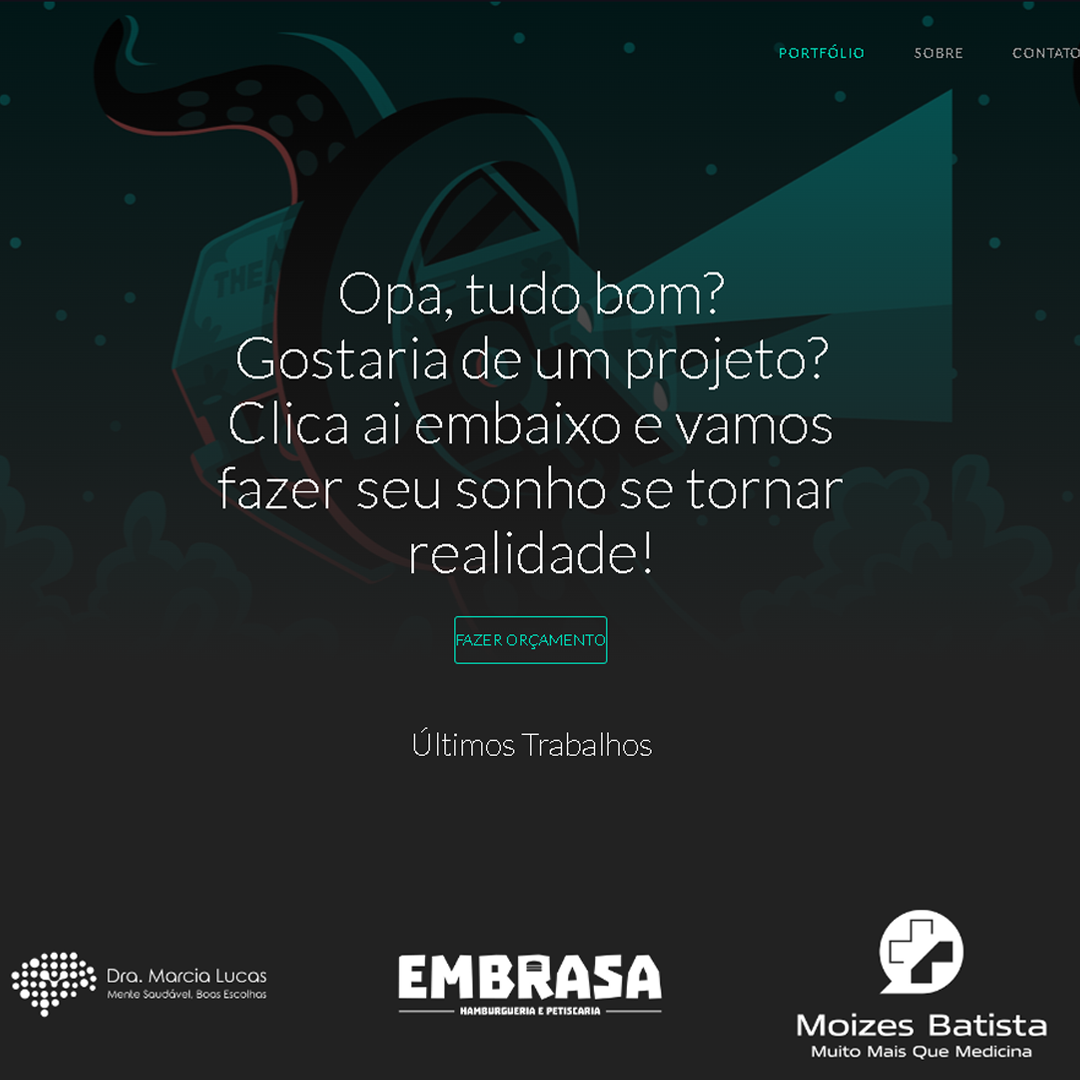 PORTFÓLIO SOBRE CONTATO
THE
Opa, tudo bom?
Gostaria de um projeto?
Clica ai embaixo e vamos
fazer seu sonho se tornar
realidade!
FAZER ORÇAMENTO
Últimos Trabalhos
Dra. Marcia Lucas
Mente Saudável, Boas Escolhas
EMBRASA
HAMBURGUERIA E PETISCARIA
Moizes Batista
Muito Mais Que Medicina